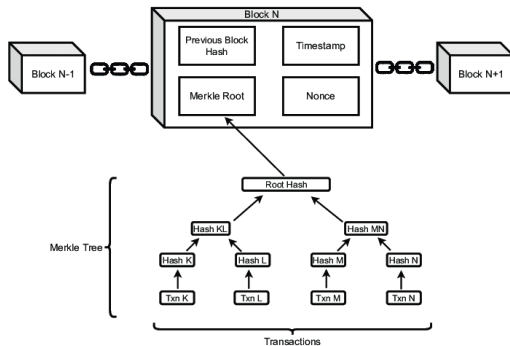 Block N
Previous Block
Hash
Timestamp
Block N-1
Block N+1
Merkle Root
Nonce
Root Hash
Hash KL
Hash MN
Merkle Tree
Hash K
Hash L
Hash M
Hash N
Txn K
Txn L
Txn M
Txn N
Transactions